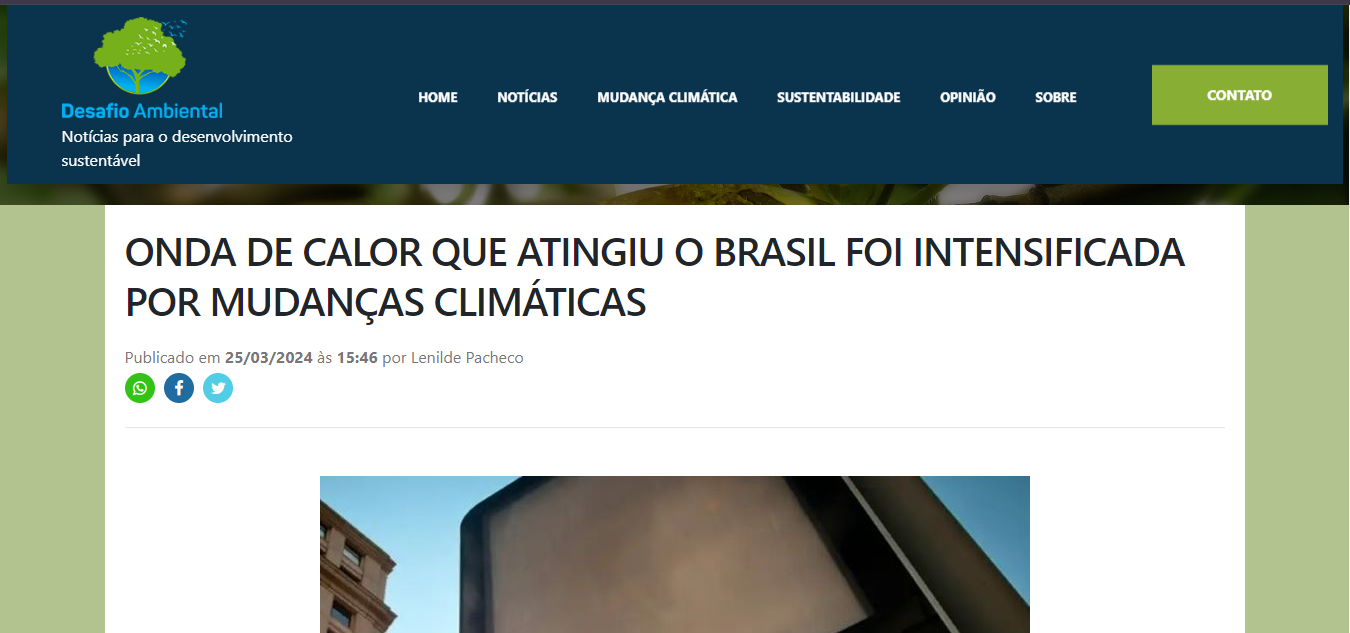 Desafio Ambiental
Notícias para o desenvolvimento
sustentável
HOME NOTÍCIAS MUDANÇA CLIMÁTICA SUSTENTABILIDADE OPINIÃO SOBRE CONTATO
ONDA DE CALOR QUE ATINGIU O BRASIL FOI INTENSIFICADA
POR MUDANÇAS CLIMÁTICAS
Publicado em 25/03/2024 às 15:46 por Lenilde Pacheco